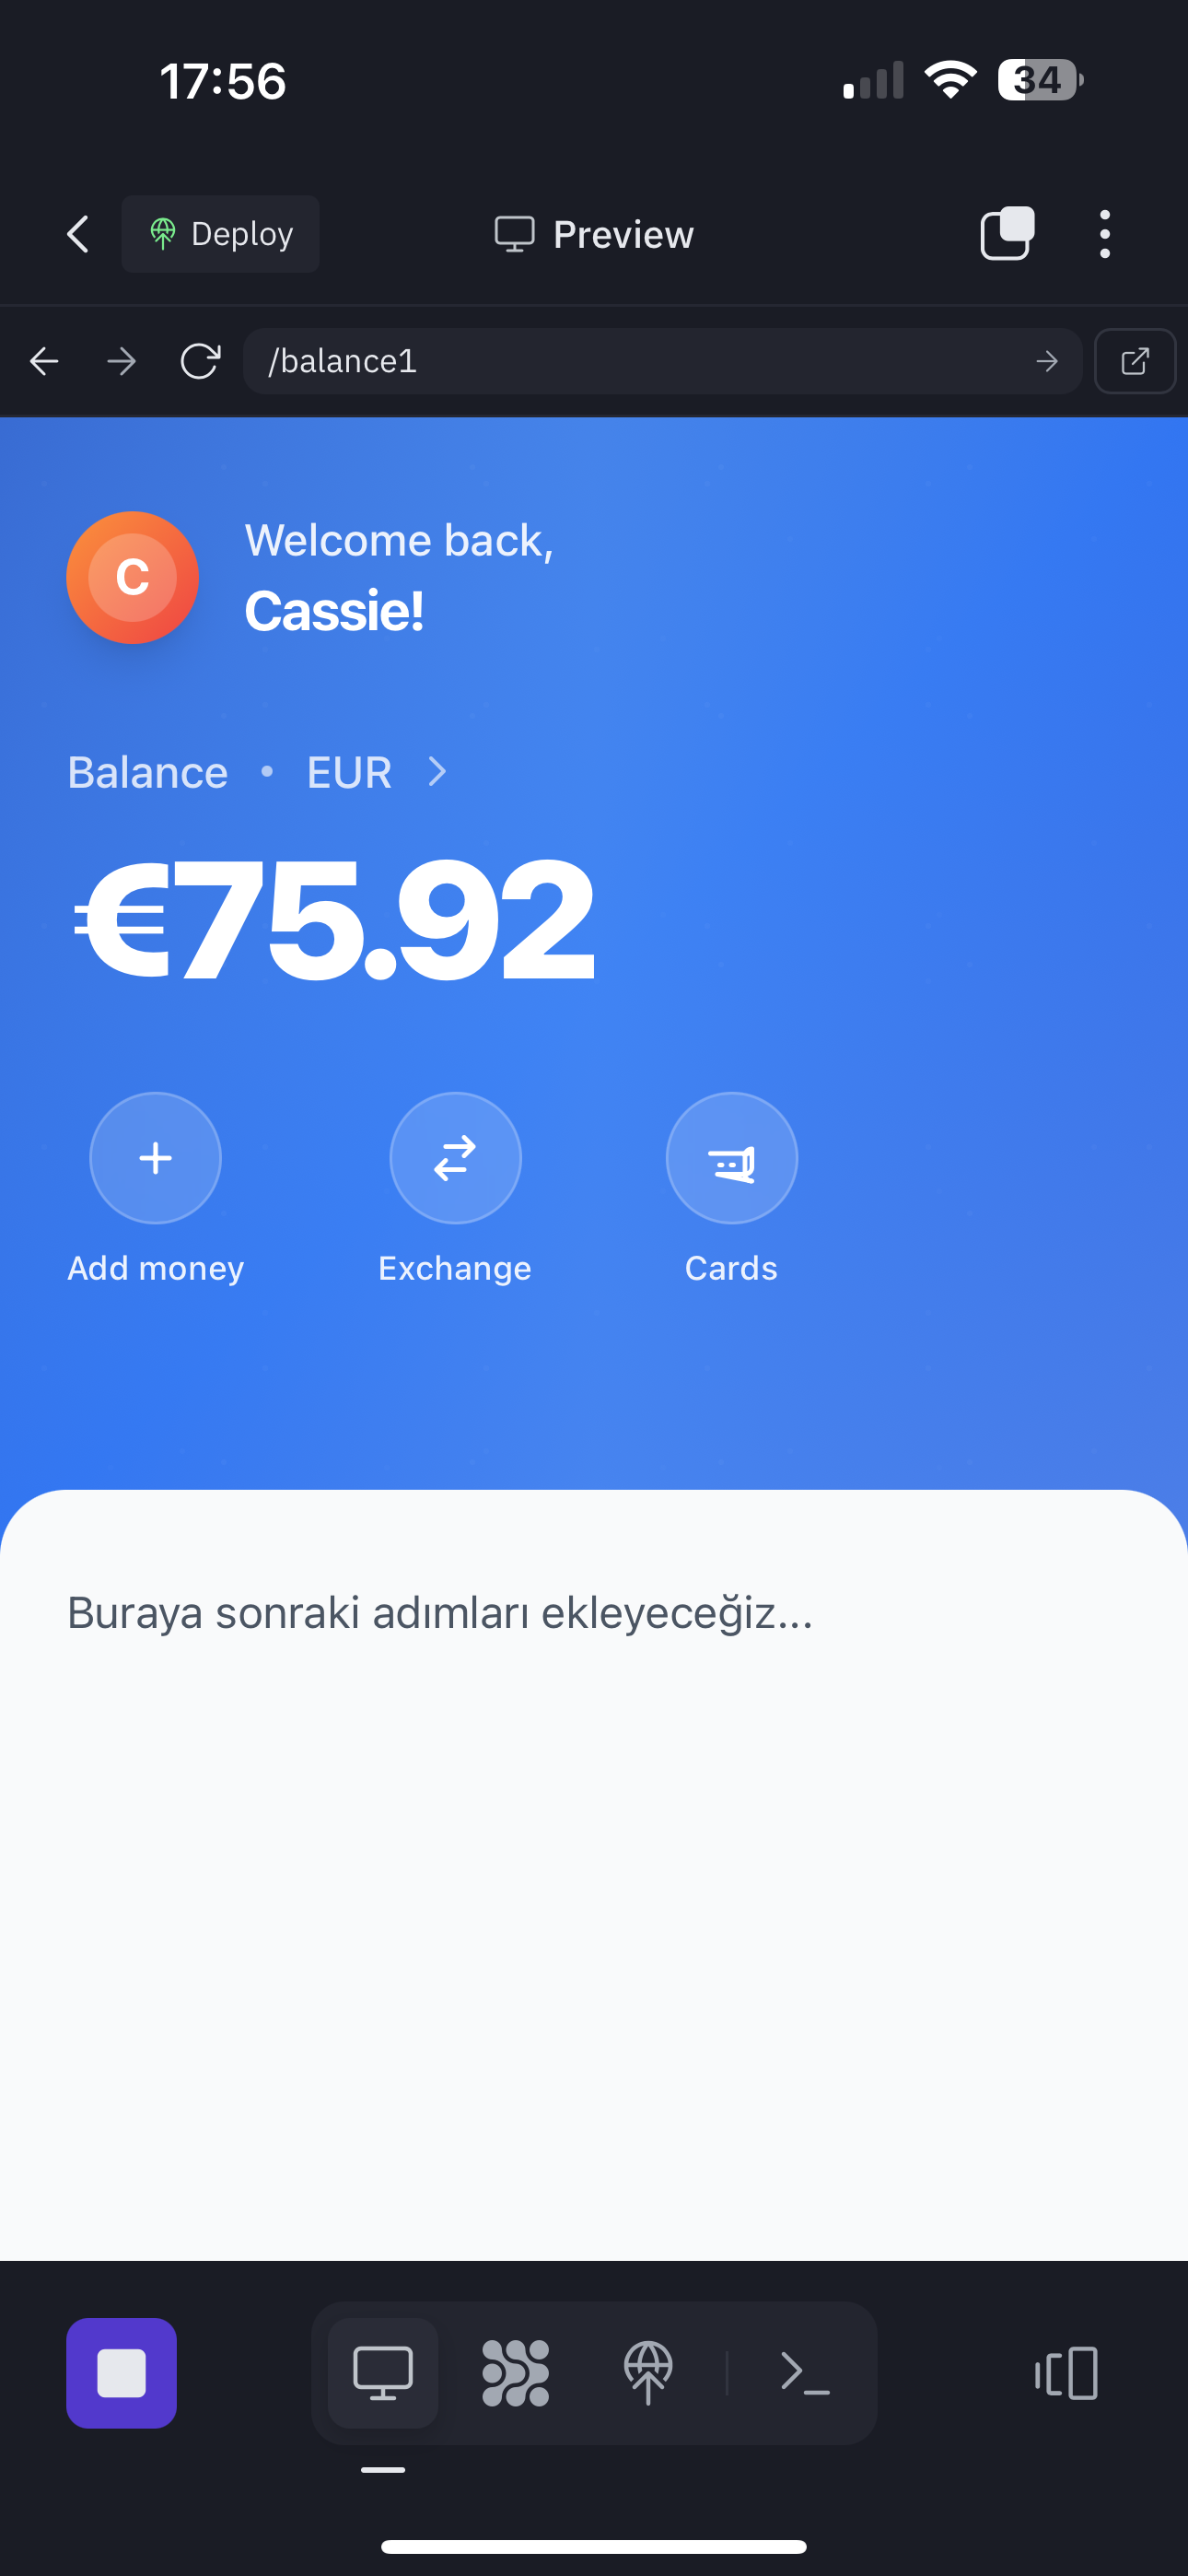 17:56
34
Deploy
Preview
/balance1
C
Welcome back,
Cassie!
Balance • EUR
€75.92
Add money
Exchange
Cards
Buraya sonraki adımları ekleyeceğiz...